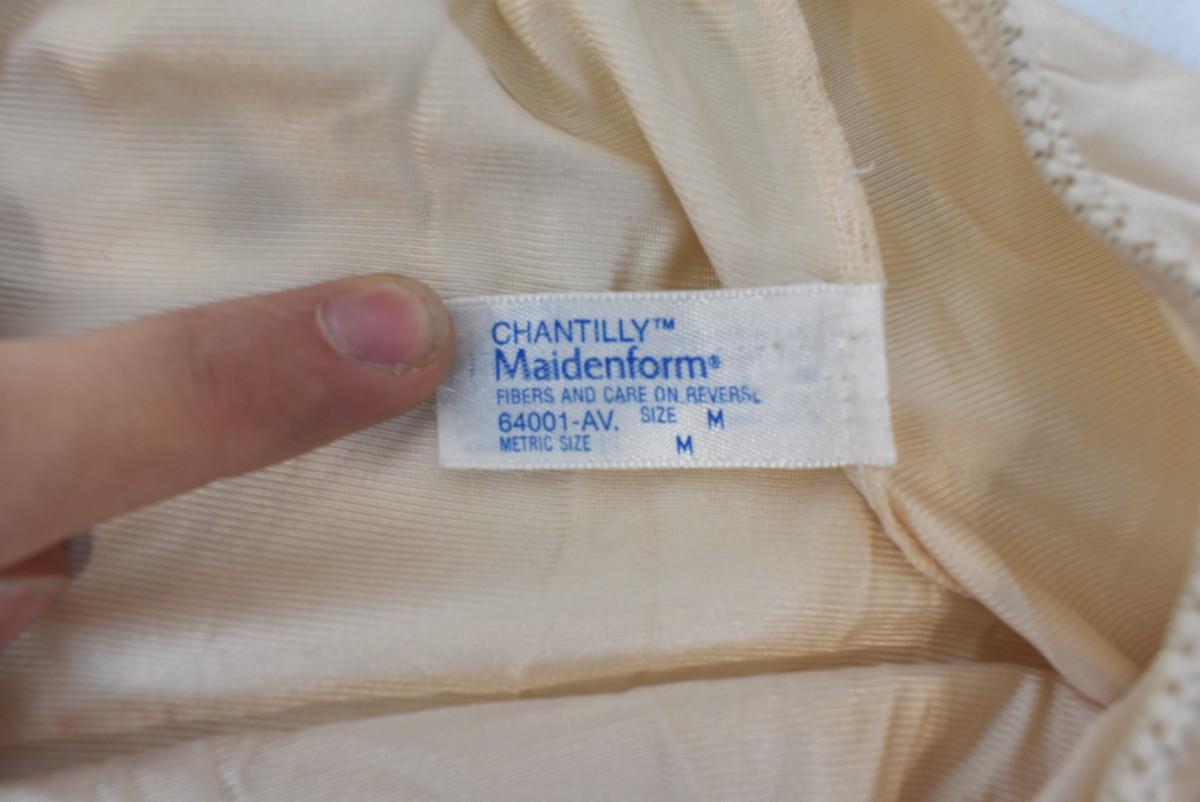 CHANTILLY™
Maidenform®
FIBERS AND CARE ON REVERSE
64001-AV. SIZE M
METRIC SIZE M